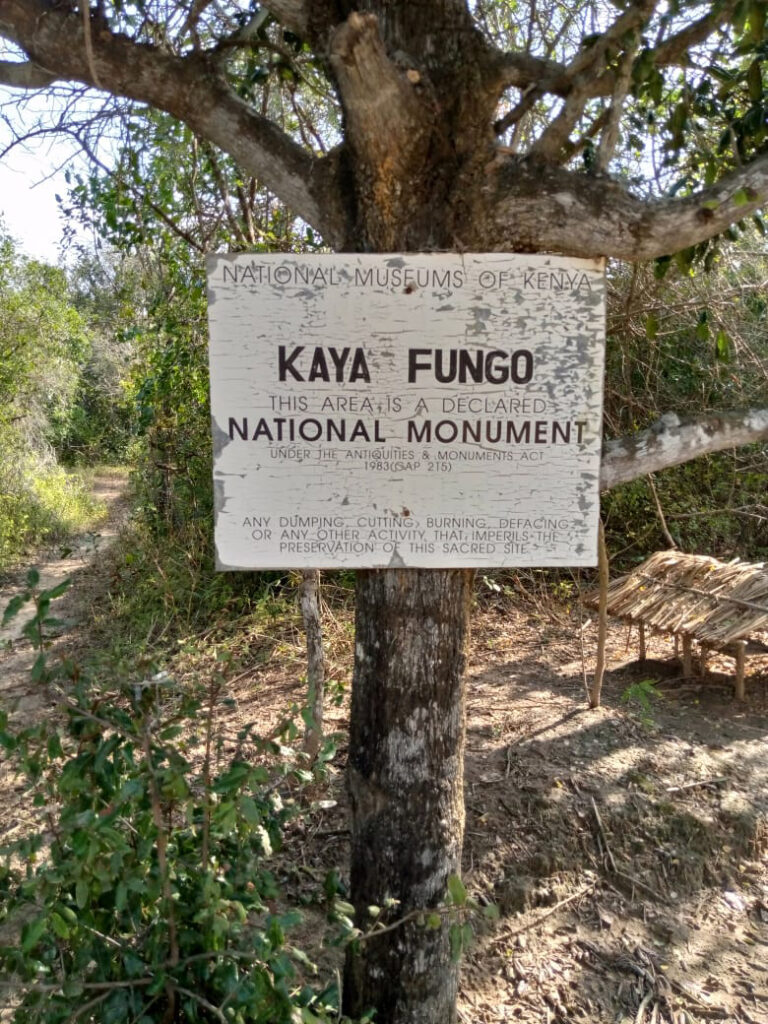 NATIONAL MUSEUMS OF KENYA
KAYA FUNGO
THIS AREA IS A DECLARED
NATIONAL MONUMENT
UNDER THE ANTIQUITIES & MONUMENTS ACT
1983(CAP 215)
ANY DUMPING, CUTTING, BURNING, DEFACING
OR ANY OTHER ACTIVITY THAT IMPERILS THE
PRESERVATION OF THIS SACRED SITE